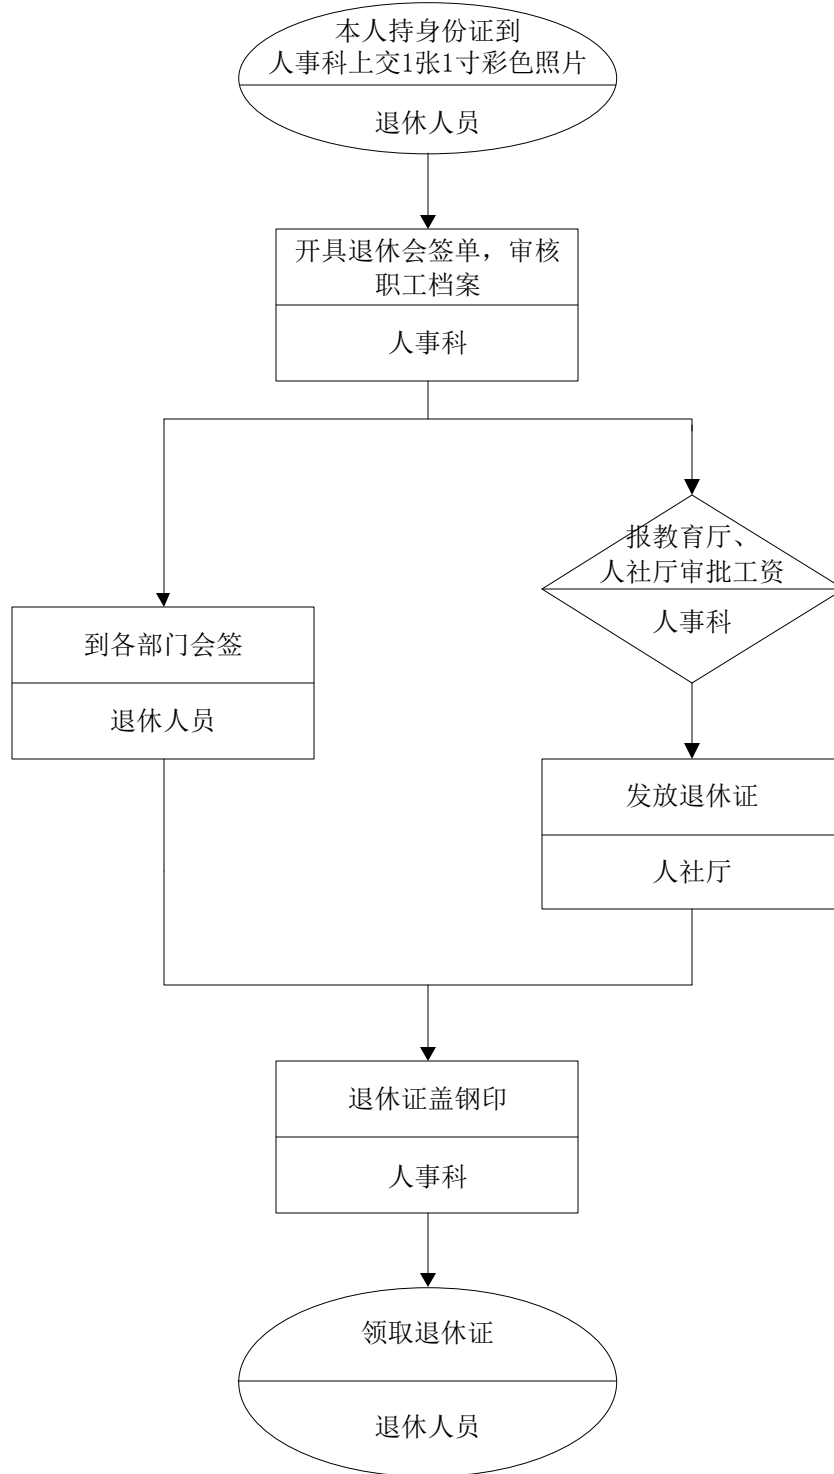 本人持身份证到
人事科上交1张1寸彩色照片
退休人员
开具退休会签单，审核
职工档案
人事科
报教育厅、
人社厅审批工资
人事科
到各部门会签
退休人员
发放退休证
人社厅
退休证盖钢印
人事科
领取退休证
退休人员